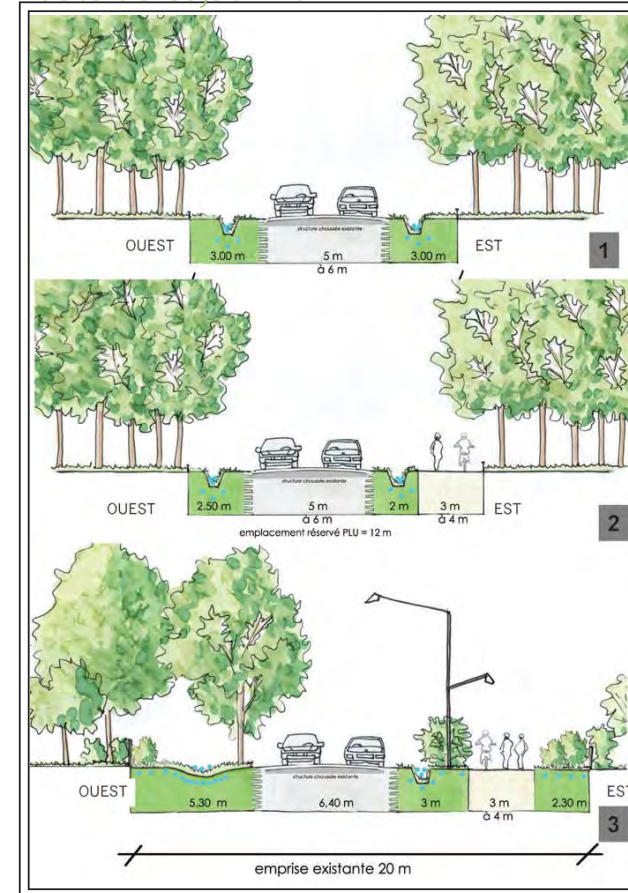 structure chaussée existante
OUEST EST
3.00 m 5 m 3.00 m
à 6 m
1
structure chaussée existante
OUEST EST
2.50 m 5 m 2 m 3 m
à 6 m à 4 m
emplacement réservé PLU = 12 m
2
structure chaussée existante
OUEST EST
5.30 m 6,40 m 3 m 3 m 2.30 m
à 4 m
3
emprise existante 20 m